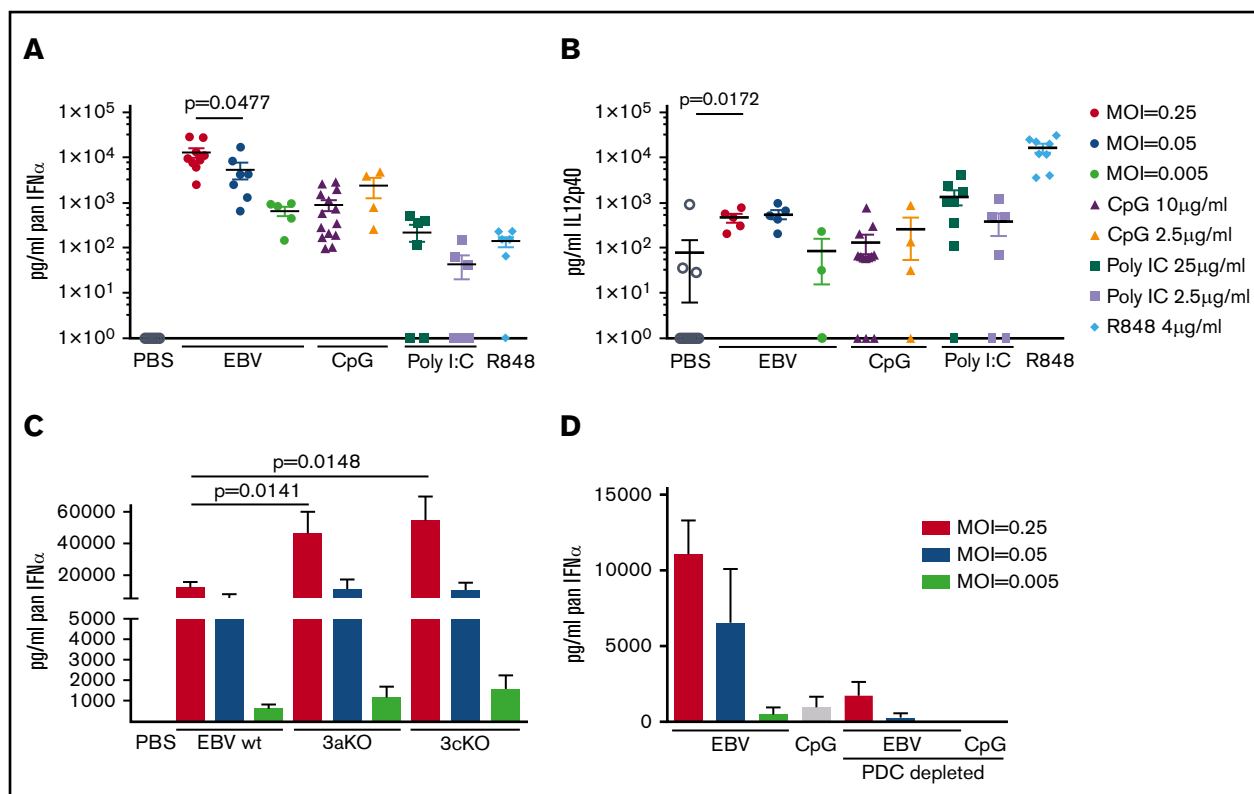 A
p=0.0477
pg/ml pan IFNα
1×10⁵
1×10⁴
1×10³
1×10²
1×10¹
1×10⁰
PBS
EBV
CpG
Poly I:C
R848
B
p=0.0172
pg/ml IL12p40
1×10⁵
1×10⁴
1×10³
1×10²
1×10¹
1×10⁰
PBS
EBV
CpG
Poly I:C
R848
MOI=0.25
MOI=0.05
MOI=0.005
CpG 10µg/ml
CpG 2.5µg/ml
Poly IC 25µg/ml
Poly IC 2.5µg/ml
R848 4µg/ml
C
p=0.0148
p=0.0141
pg/ml pan IFNα
60000
40000
20000
5000
4000
3000
2000
1000
PBS
EBV wt
3aKO
3cKO
D
pg/ml pan IFNα
15000
10000
5000
0
EBV
CpG
EBV
CpG
PDC depleted
MOI=0.25
MOI=0.05
MOI=0.005